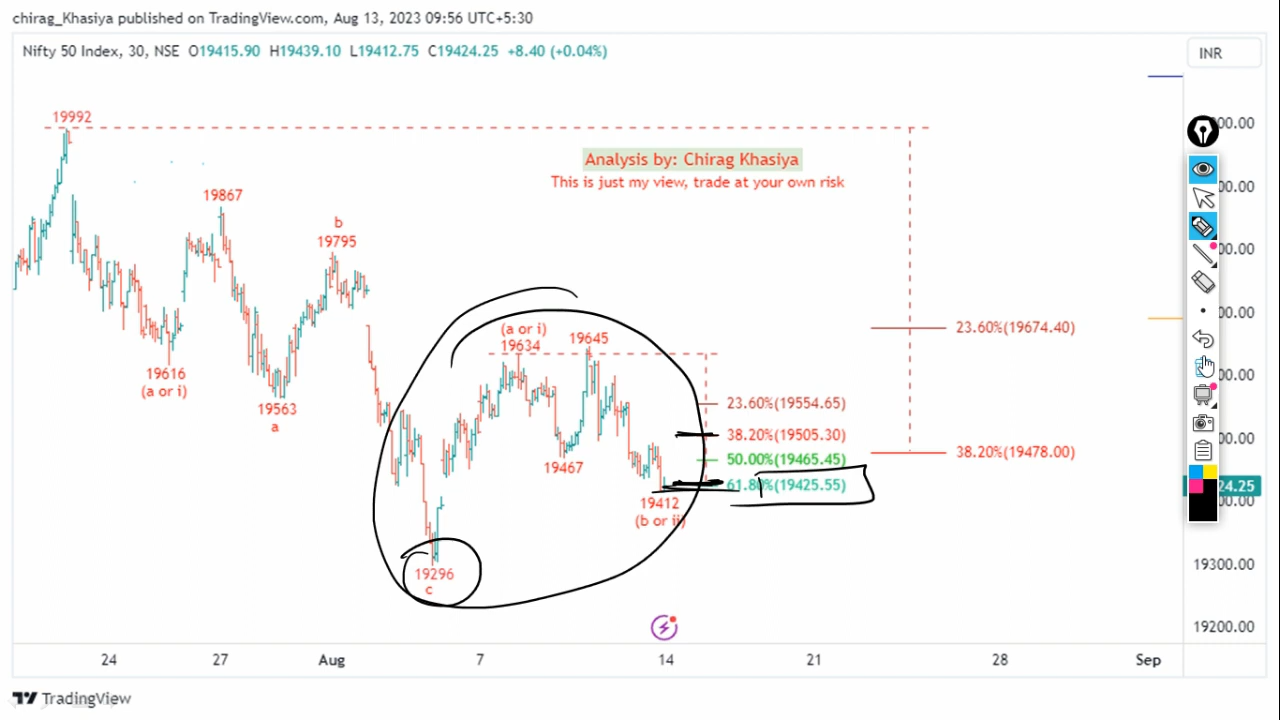 chirag_Khasiya published on TradingView.com, Aug 13, 2023 09:56 UTC+5:30
Nifty 50 Index, 30, NSE O19415.90 H19439.10 L19412.75 C19424.25 +8.40 (+0.04%)
INR
19992
Analysis by: Chirag Khasiya
This is just my view, trade at your own risk
19867
b
19795
23.60%(19674.40)
(a or i)
19634
19645
19616
(a or i)
19563
a
23.60%(19554.65)
38.20%(19505.30)
38.20%(19478.00)
50.00%(19465.45)
19467
61.80%(19425.55)
24.25
19412
(b or ii)
19296
c
19300.00
19200.00
24 27 Aug 7 14 21 28 Sep
TradingView